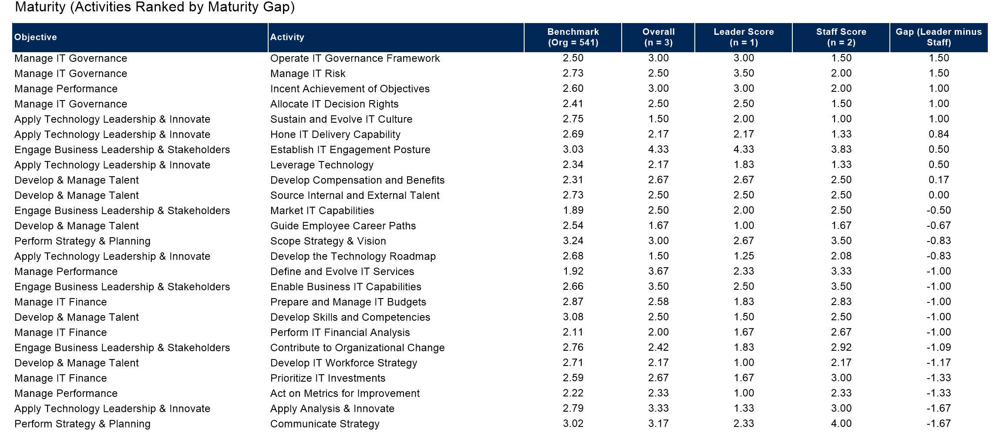 Maturity (Activities Ranked by Maturity Gap)
Objective Activity Benchmark (Org = 541) Overall (n = 3) Leader Score (n = 1) Staff Score (n = 2) Gap (Leader minus Staff)
Manage IT Governance Operate IT Governance Framework 2.50 3.00 3.00 1.50 1.50
Manage IT Governance Manage IT Risk 2.73 2.50 3.50 2.00 1.50
Manage Performance Incent Achievement of Objectives 2.60 3.00 3.00 2.00 1.00
Manage IT Governance Allocate IT Decision Rights 2.41 2.50 2.50 1.50 1.00
Apply Technology Leadership & Innovate Sustain and Evolve IT Culture 2.75 1.50 2.00 1.00 1.00
Apply Technology Leadership & Innovate Hone IT Delivery Capability 2.69 2.17 2.17 1.33 0.84
Engage Business Leadership & Stakeholders Establish IT Engagement Posture 3.03 4.33 4.33 3.83 0.50
Apply Technology Leadership & Innovate Leverage Technology 2.34 2.17 1.83 1.33 0.50
Develop & Manage Talent Develop Compensation and Benefits 2.31 2.67 2.67 2.50 0.17
Develop & Manage Talent Source Internal and External Talent 2.73 2.50 2.50 2.50 0.00
Engage Business Leadership & Stakeholders Market IT Capabilities 1.89 2.50 2.00 2.50 -0.50
Develop & Manage Talent Guide Employee Career Paths 2.54 1.67 1.00 1.67 -0.67
Perform Strategy & Planning Scope Strategy & Vision 3.24 3.00 2.67 3.50 -0.83
Apply Technology Leadership & Innovate Develop the Technology Roadmap 2.68 1.50 1.25 2.08 -0.83
Manage Performance Define and Evolve IT Services 1.92 3.67 2.33 3.33 -1.00
Engage Business Leadership & Stakeholders Enable Business IT Capabilities 2.66 3.50 2.50 3.50 -1.00
Manage IT Finance Prepare and Manage IT Budgets 2.87 2.58 1.83 2.83 -1.00
Develop & Manage Talent Develop Skills and Competencies 3.08 2.50 1.50 2.50 -1.00
Manage IT Finance Perform IT Financial Analysis 2.11 2.00 1.67 2.67 -1.00
Engage Business Leadership & Stakeholders Contribute to Organizational Change 2.76 2.42 1.83 2.92 -1.09
Develop & Manage Talent Develop IT Workforce Strategy 2.71 2.17 1.00 2.17 -1.17
Manage IT Finance Prioritize IT Investments 2.59 2.67 1.67 3.00 -1.33
Manage Performance Act on Metrics for Improvement 2.22 2.33 1.00 2.33 -1.33
Apply Technology Leadership & Innovate Apply Analysis & Innovate 2.79 3.33 1.33 3.00 -1.67
Perform Strategy & Planning Communicate Strategy 3.02 3.17 2.33 4.00 -1.67